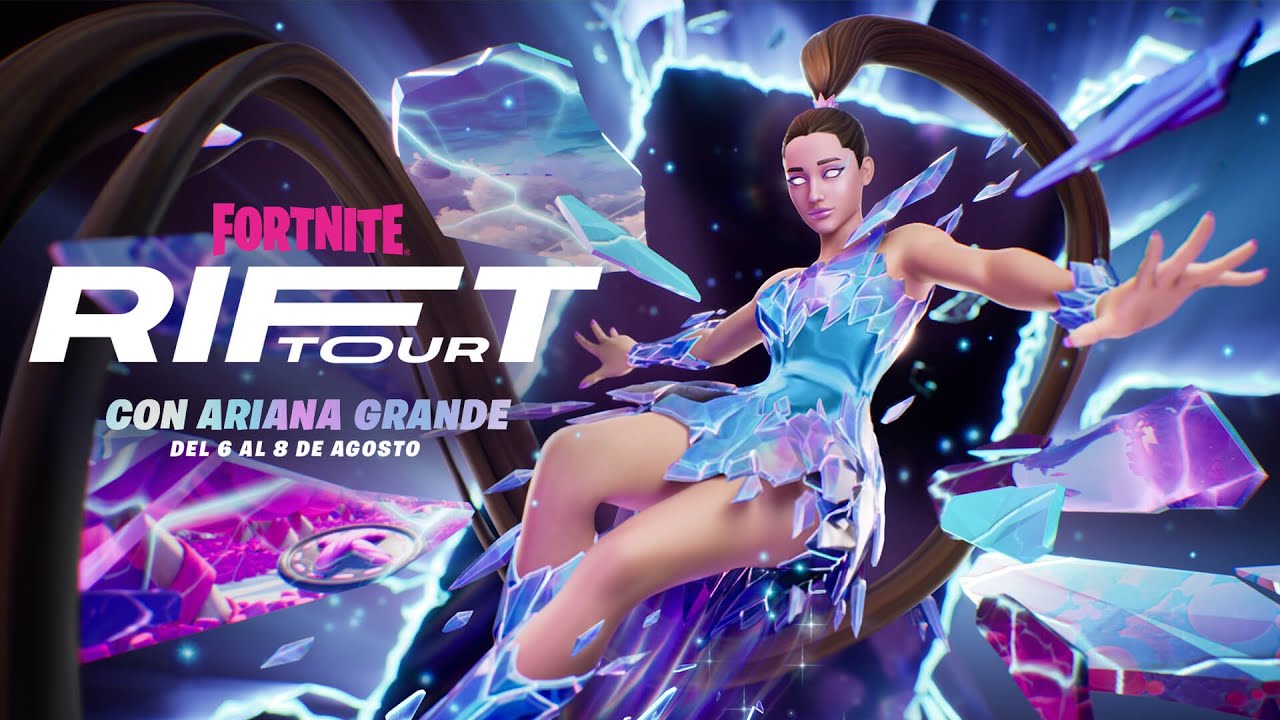 FORTNITE
RIFT
TOUR
CON ARIANA GRANDE
DEL 6 AL 8 DE AGOSTO